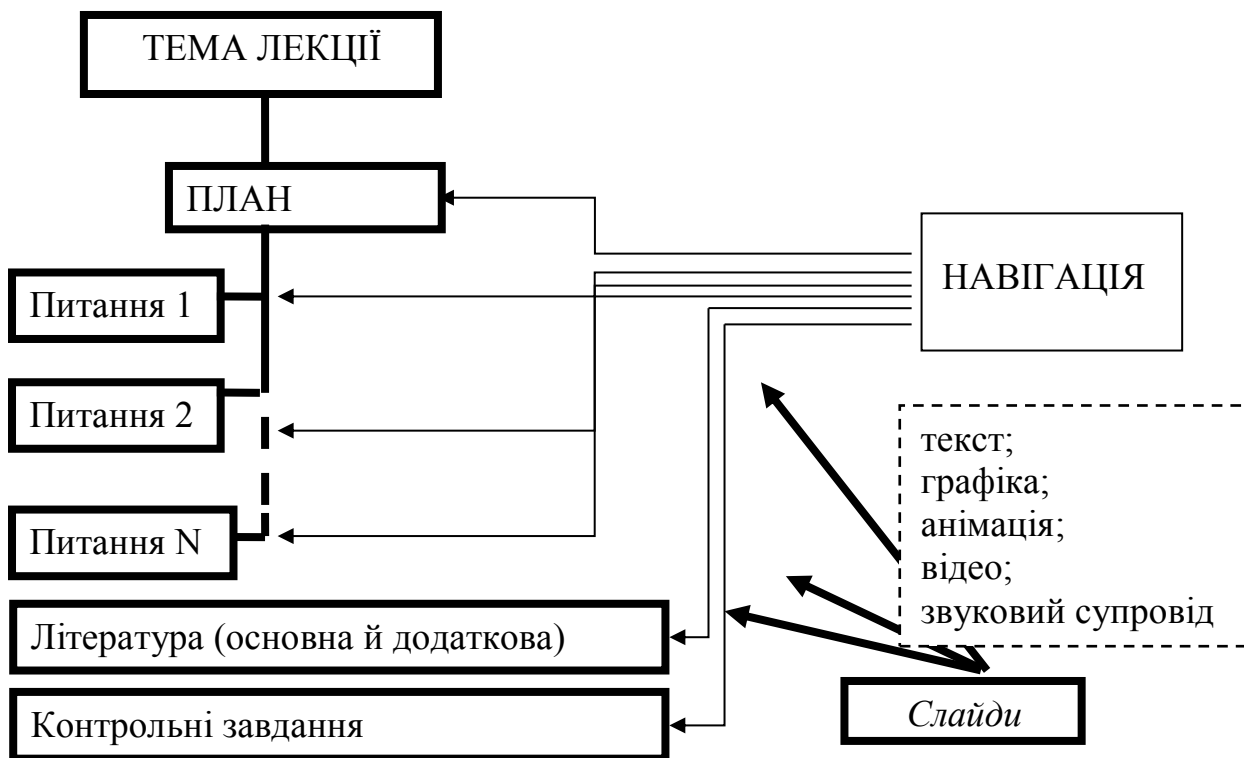 ТЕМА ЛЕКЦІЇ
ПЛАН
НАВІГАЦІЯ
Питання 1
Питання 2
Питання N
текст;
графіка;
анімація;
відео;
звуковий супровід
Література (основна й додаткова)
Контрольні завдання
Слайди